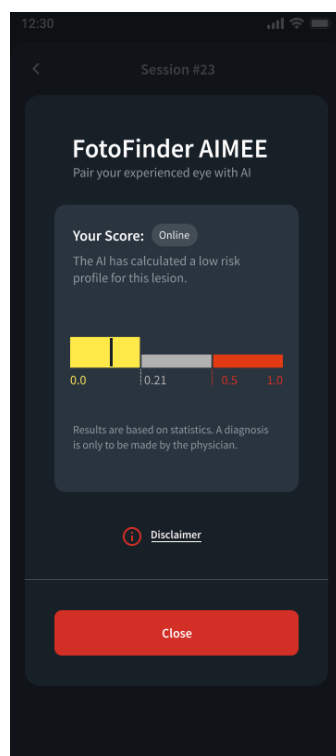 12:30
Session #23
FotoFinder AIMEE
Pair your experienced eye with AI
Your Score: Online
The AI has calculated a low risk
profile for this lesion.
0.0 0.21 0.5 1.0
Results are based on statistics. A diagnosis
is only to be made by the physician.
Disclaimer
Close